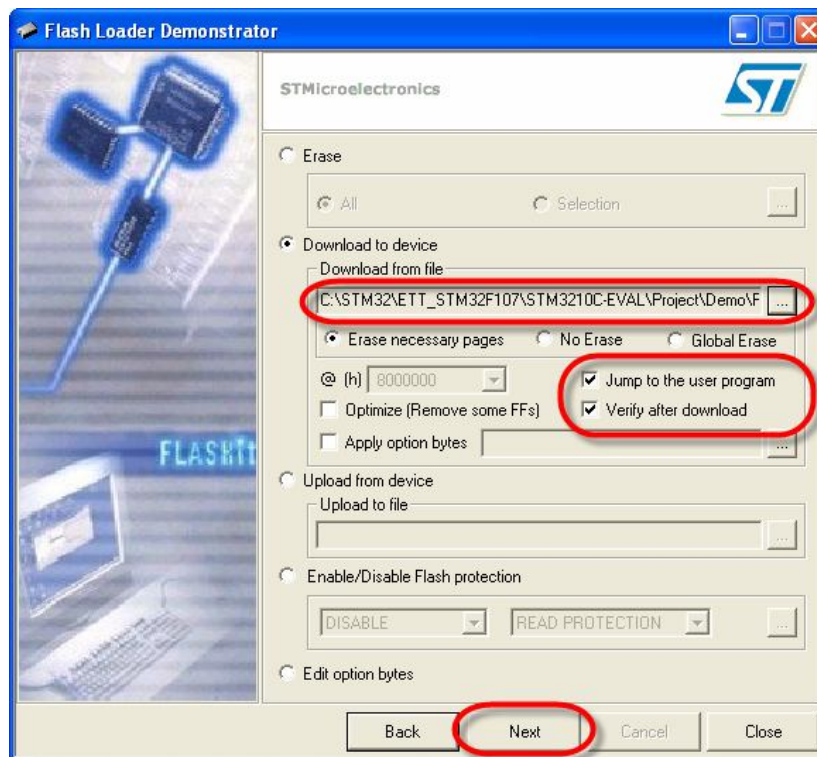 Flash Loader Demonstrator
STMicroelectronics
ST
Erase
All Selection ...
Download to device
Download from file
C:\STM32\ETT_STM32F107\STM3210C-EVAL\Project\Demo\F ...
Erase necessary pages No Erase Global Erase
@ (h) 8000000 Jump to the user program
Optimize (Remove some FFs) Verify after download
Apply option bytes ...
FLASHit
Upload from device
Upload to file
...
Enable/Disable Flash protection
DISABLE READ PROTECTION ...
Edit option bytes
Back Next Cancel Close